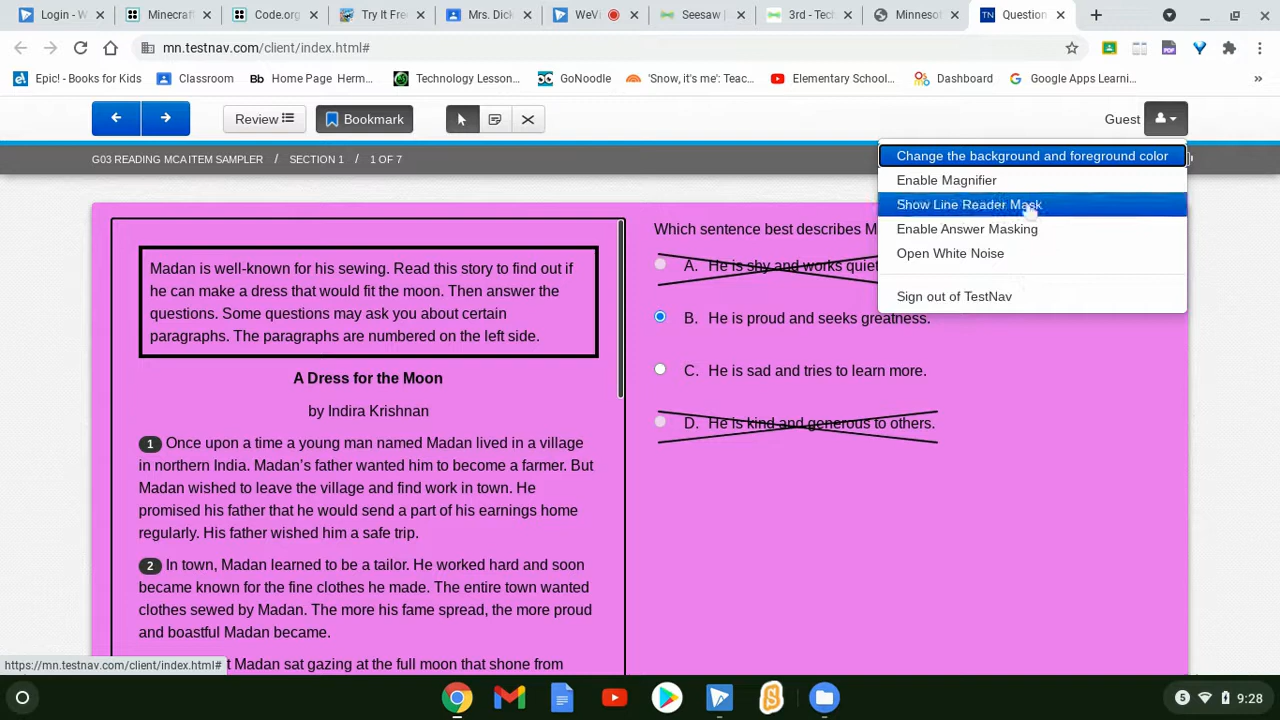 Login - W
Minecraft
Code.org
Try It Fre
Mrs. Dick
WeVi
Seesaw
3rd - Tech
Minnesot
Question
mn.testnav.com/client/index.html#
Epic! - Books for Kids
Classroom
Bb Home Page Herm...
Technology Lesson...
GoNoodle
'Snow, it's me': Teac...
Elementary School...
Dashboard
Google Apps Learni...
»
Review
Bookmark
Guest
G03 READING MCA ITEM SAMPLER / SECTION 1 / 1 OF 7
Change the background and foreground color
Enable Magnifier
Show Line Reader Mask
Enable Answer Masking
Open White Noise
Sign out of TestNav
Madan is well-known for his sewing. Read this story to find out if
he can make a dress that would fit the moon. Then answer the
questions. Some questions may ask you about certain
paragraphs. The paragraphs are numbered on the left side.
A Dress for the Moon
by Indira Krishnan
1 Once upon a time a young man named Madan lived in a village
in northern India. Madan's father wanted him to become a farmer. But
Madan wished to leave the village and find work in town. He
promised his father that he would send a part of his earnings home
regularly. His father wished him a safe trip.
2 In town, Madan learned to be a tailor. He worked hard and soon
became known for the fine clothes he made. The entire town wanted
clothes sewed by Madan. The more his fame spread, the more proud
and boastful Madan became.
t Madan sat gazing at the full moon that shone from
Which sentence best describes M
A. He is shy and works quiet
B. He is proud and seeks greatness.
C. He is sad and tries to learn more.
D. He is kind and generous to others.
https://mn.testnav.com/client/index.html#
5 9:28